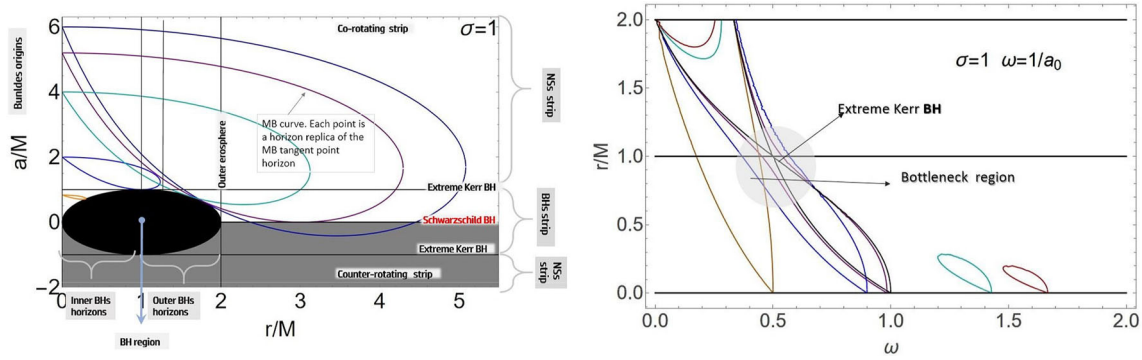 Bunldes origins
a/M
6
4
2
0
−2
Co-rotating strip
σ=1
MB curve. Each point is
a horizon replica of the
MB tangent point
horizon
Outer erosphere
Extreme Kerr BH
Schwarzschild BH
Extreme Kerr BH
Counter-rotating strip
NSs strip
BHs strip
NSs
strip
0
1
2
3
4
5
r/M
Inner BHs
horizons
Outer BHs
horizons
BH region
r/M
2.0
1.5
1.0
0.5
0.0
σ=1 ω=1/a₀
Extreme Kerr BH
Bottleneck region
0.0
0.5
1.0
1.5
2.0
ω